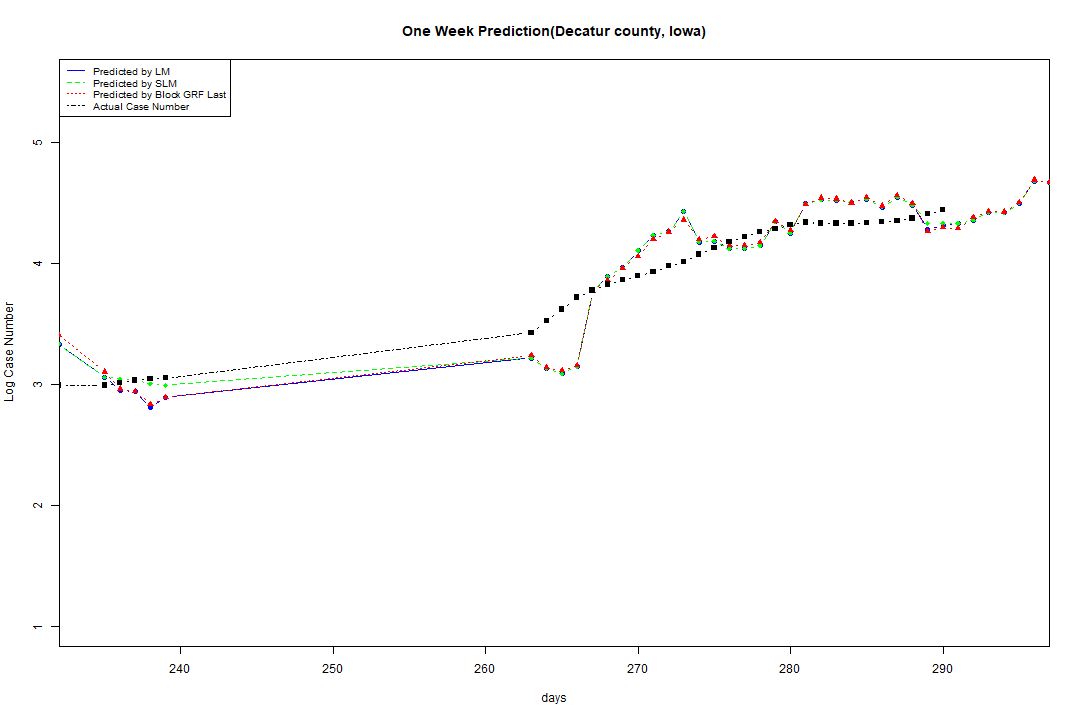 One Week Prediction(Decatur county, Iowa)
Predicted by LM
Predicted by SLM
Predicted by Block GRF Last
Actual Case Number
Log Case Number
5
4
3
2
1
240 250 260 270 280 290
days